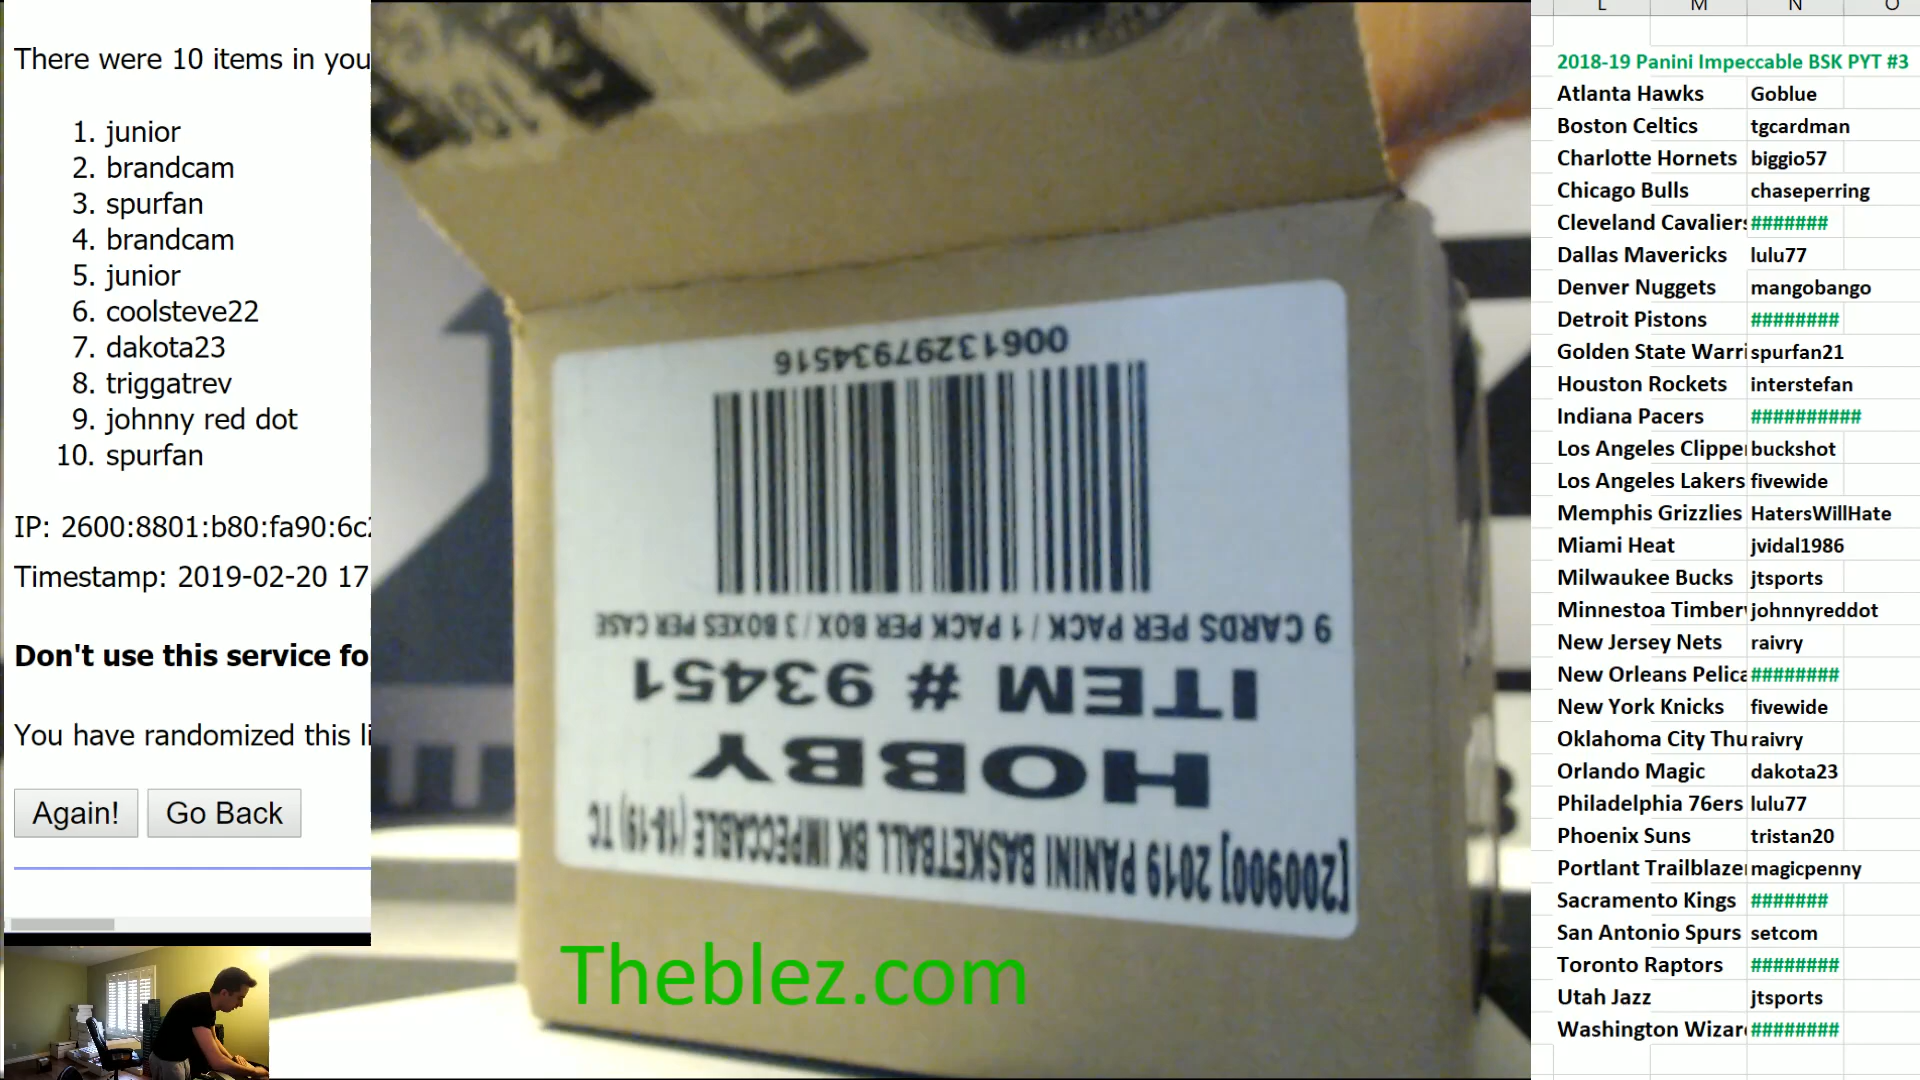 There were 10 items in you
1. junior
2. brandcam
3. spurfan
4. brandcam
5. junior
6. coolsteve22
7. dakota23
8. triggatrev
9. johnny red dot
10. spurfan
IP: 2600:8801:b80:fa90:6c
Timestamp: 2019-02-20 17
Don't use this service fo
You have randomized this li
Again! Go Back
[200900] 2019 PANINI BASKETBALL BK IMPECCABLE (18-19) TC
HOBBY
ITEM # 93451
9 CARDS PER PACK / 1 PACK PER BOX / 3 BOXES PER CASE
00613297934516
Theblez.com
L M N O
2018-19 Panini Impeccable BSK PYT #3
Atlanta Hawks Goblue
Boston Celtics tgcardman
Charlotte Hornets biggio57
Chicago Bulls chaseperring
Cleveland Cavaliers #######
Dallas Mavericks lulu77
Denver Nuggets mangobango
Detroit Pistons ########
Golden State Warri spurfan21
Houston Rockets interstefan
Indiana Pacers ##########
Los Angeles Clipper buckshot
Los Angeles Lakers fivewide
Memphis Grizzlies HatersWillHate
Miami Heat jvidal1986
Milwaukee Bucks jtsports
Minnestoa Timberv johnnyreddot
New Jersey Nets raivry
New Orleans Pelica ########
New York Knicks fivewide
Oklahoma City Thu raivry
Orlando Magic dakota23
Philadelphia 76ers lulu77
Phoenix Suns tristan20
Portlant Trailblazer magicpenny
Sacramento Kings #######
San Antonio Spurs setcom
Toronto Raptors ########
Utah Jazz jtsports
Washington Wizar ########